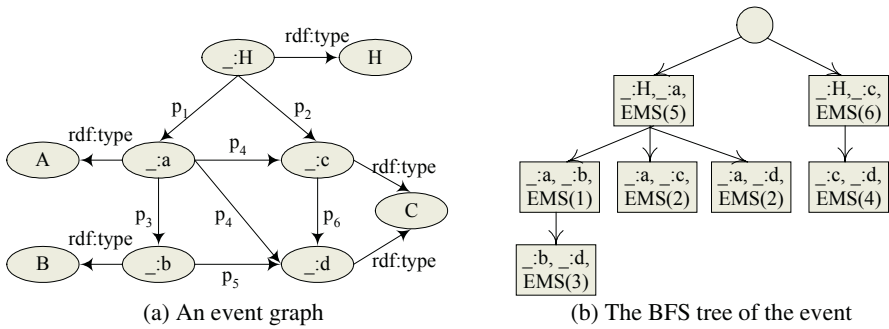 rdf:type
_:H
H
p1
p2
rdf:type
A
_:a
p4
_:c
rdf:type
C
p3
p4
p6
rdf:type
B
_:b
p5
_:d
rdf:type
(a) An event graph
_:H,_:a,
EMS(5)
_:H,_:c,
EMS(6)
_:a, _:b,
EMS(1)
_:a, _:c,
EMS(2)
_:a, _:d,
EMS(2)
_:c, _:d,
EMS(4)
_:b, _:d,
EMS(3)
(b) The BFS tree of the event